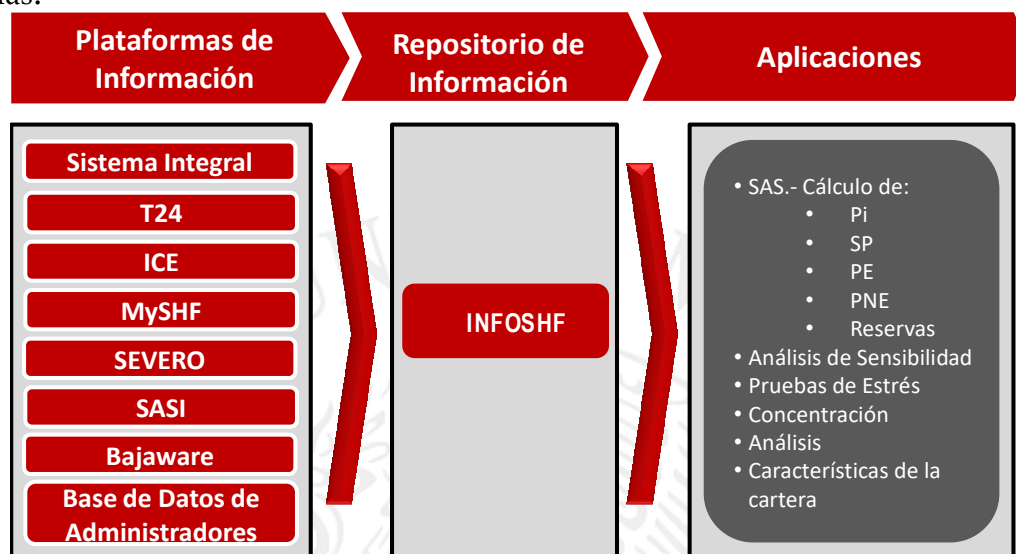 Plataformas de
Información
Repositorio de
Información
Aplicaciones
Sistema Integral
T24
ICE
MySHF
SEVERO
SASI
Bajaware
Base de Datos de
Administradores
INFOSHF
• SAS.- Cálculo de:
• Pi
• SP
• PE
• PNE
• Reservas
• Análisis de Sensibilidad
• Pruebas de Estrés
• Concentración
• Análisis
• Características de la
cartera